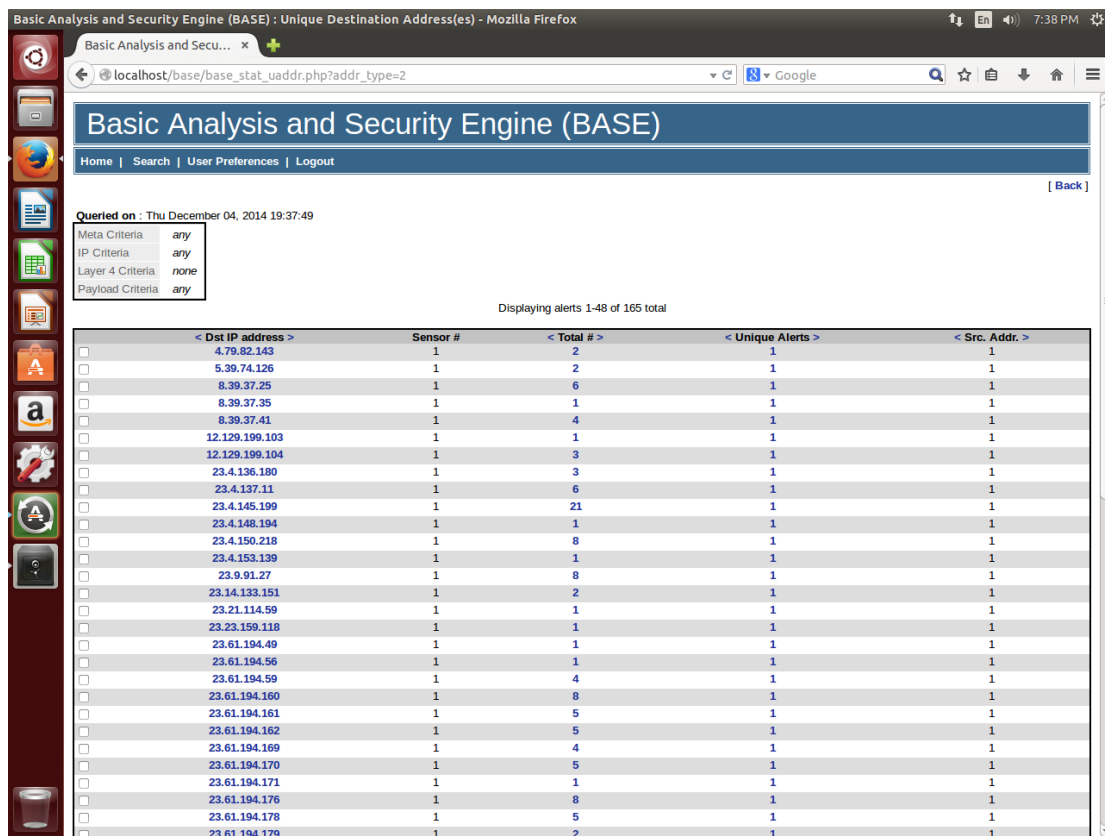 Basic Analysis and Security Engine (BASE) : Unique Destination Address(es) - Mozilla Firefox En 7:38 PM
Basic Analysis and Secu... ×
localhost/base/base_stat_uaddr.php?addr_type=2 Google
Basic Analysis and Security Engine (BASE)
Home | Search | User Preferences | Logout
[ Back ]
Queried on : Thu December 04, 2014 19:37:49
Meta Criteria any
IP Criteria any
Layer 4 Criteria none
Payload Criteria any
Displaying alerts 1-48 of 165 total
< Dst IP address > Sensor # < Total # > < Unique Alerts > < Src. Addr. >
4.79.82.143 1 2 1 1
5.39.74.126 1 2 1 1
8.39.37.25 1 6 1 1
8.39.37.35 1 1 1 1
8.39.37.41 1 4 1 1
12.129.199.103 1 1 1 1
12.129.199.104 1 3 1 1
23.4.136.180 1 3 1 1
23.4.137.11 1 6 1 1
23.4.145.199 1 21 1 1
23.4.148.194 1 1 1 1
23.4.150.218 1 8 1 1
23.4.153.139 1 1 1 1
23.9.91.27 1 8 1 1
23.14.133.151 1 2 1 1
23.21.114.59 1 1 1 1
23.23.159.118 1 1 1 1
23.61.194.49 1 1 1 1
23.61.194.56 1 1 1 1
23.61.194.59 1 4 1 1
23.61.194.160 1 8 1 1
23.61.194.161 1 5 1 1
23.61.194.162 1 5 1 1
23.61.194.169 1 4 1 1
23.61.194.170 1 5 1 1
23.61.194.171 1 1 1 1
23.61.194.176 1 8 1 1
23.61.194.178 1 5 1 1
23.61.194.179 1 2 1 1